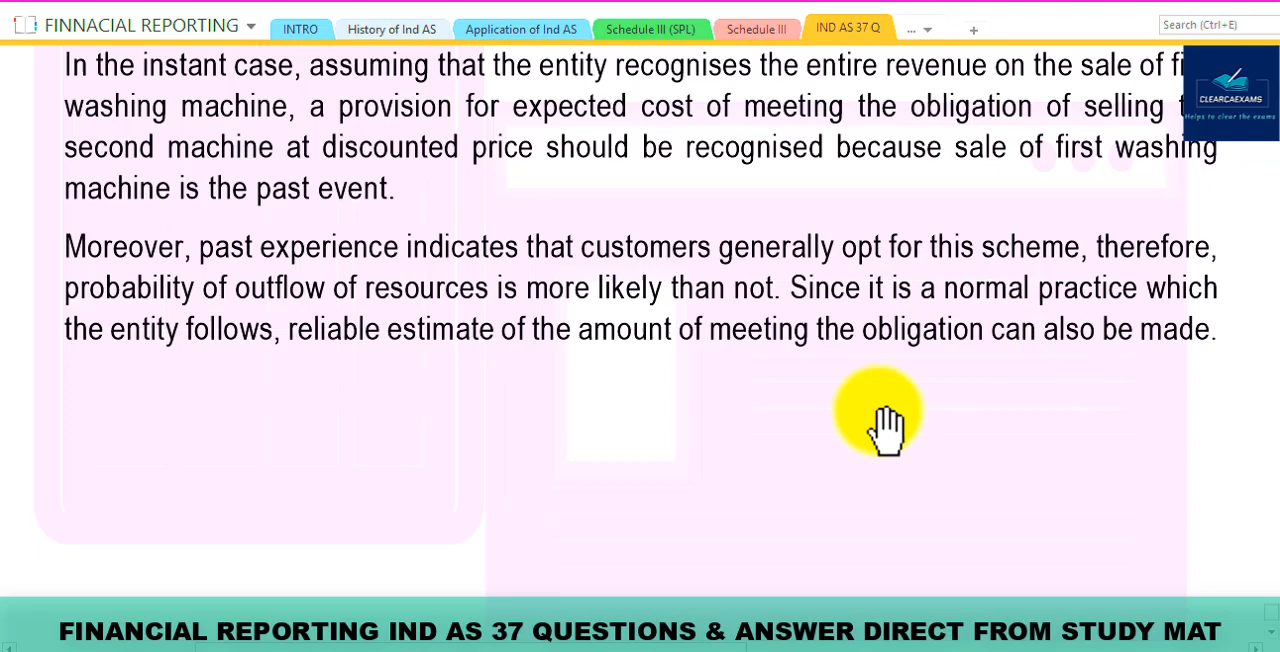 FINNACIAL REPORTING
INTRO
History of Ind AS
Application of Ind AS
Schedule III (SPL)
Schedule III
IND AS 37 Q
...
Search (Ctrl+E)
CLEARCAEXAMS
Helps to clear the exams
In the instant case, assuming that the entity recognises the entire revenue on the sale of
washing machine, a provision for expected cost of meeting the obligation of selling
second machine at discounted price should be recognised because sale of first washing
machine is the past event.
Moreover, past experience indicates that customers generally opt for this scheme, therefore,
probability of outflow of resources is more likely than not. Since it is a normal practice which
the entity follows, reliable estimate of the amount of meeting the obligation can also be made.
FINANCIAL REPORTING IND AS 37 QUESTIONS & ANSWER DIRECT FROM STUDY MAT